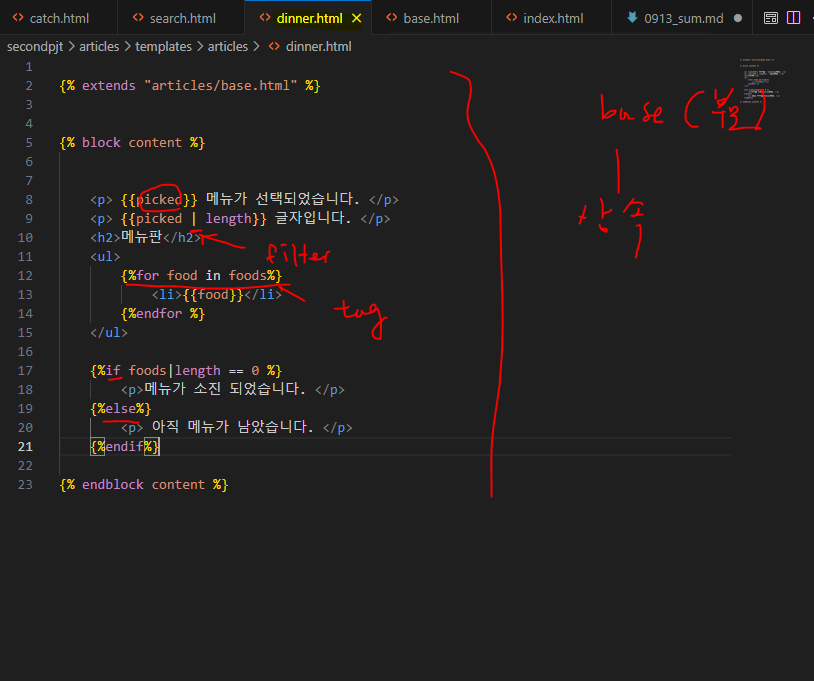 catch.html search.html dinner.html base.html index.html 0913_sum.md
secondpjt > articles > templates > articles > dinner.html
1
2 {% extends "articles/base.html" %}
3
4
5 {% block content %}
6
7
8 <p> {{picked}} 메뉴가 선택되었습니다. </p>
9 <p> {{picked | length}} 글자입니다. </p>
10 <h2>메뉴판</h2>
11 <ul>
12 {%for food in foods%}
13 <li>{{food}}</li>
14 {%endfor %}
15 </ul>
16
17 {%if foods|length == 0 %}
18 <p>메뉴가 소진 되었습니다. </p>
19 {%else%}
20 <p> 아직 메뉴가 남았습니다. </p>
21 {%endif%}
22
23 {% endblock content %}
filter
tag
base (부모)
상속